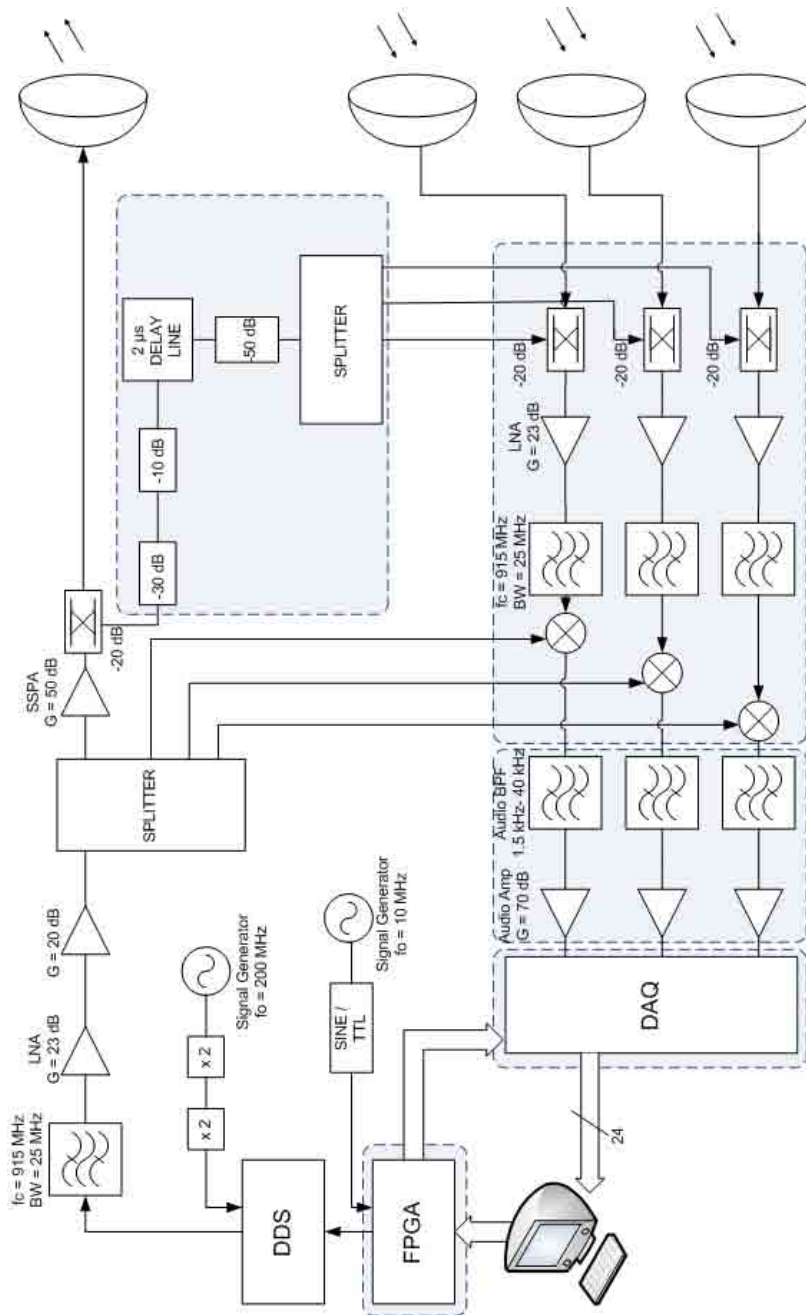 fc = 915 MHz
BW = 25 MHz
LNA
G = 23 dB
G = 20 dB
SPLITTER
SSPA
G = 50 dB
-20 dB
-30 dB
-10 dB
2 µs
DELAY
LINE
-50 dB
SPLITTER
DDS
x 2
x 2
Signal Generator
fo = 200 MHz
FPGA
SINE /
TTL
Signal Generator
fo = 10 MHz
24
DAQ
Audio Amp
G = 70 dB
Audio BPF
1.5 kHz- 40 kHz
fc = 915 MHz
BW = 25 MHz
LNA
G = 23 dB
-20 dB
-20 dB
-20 dB